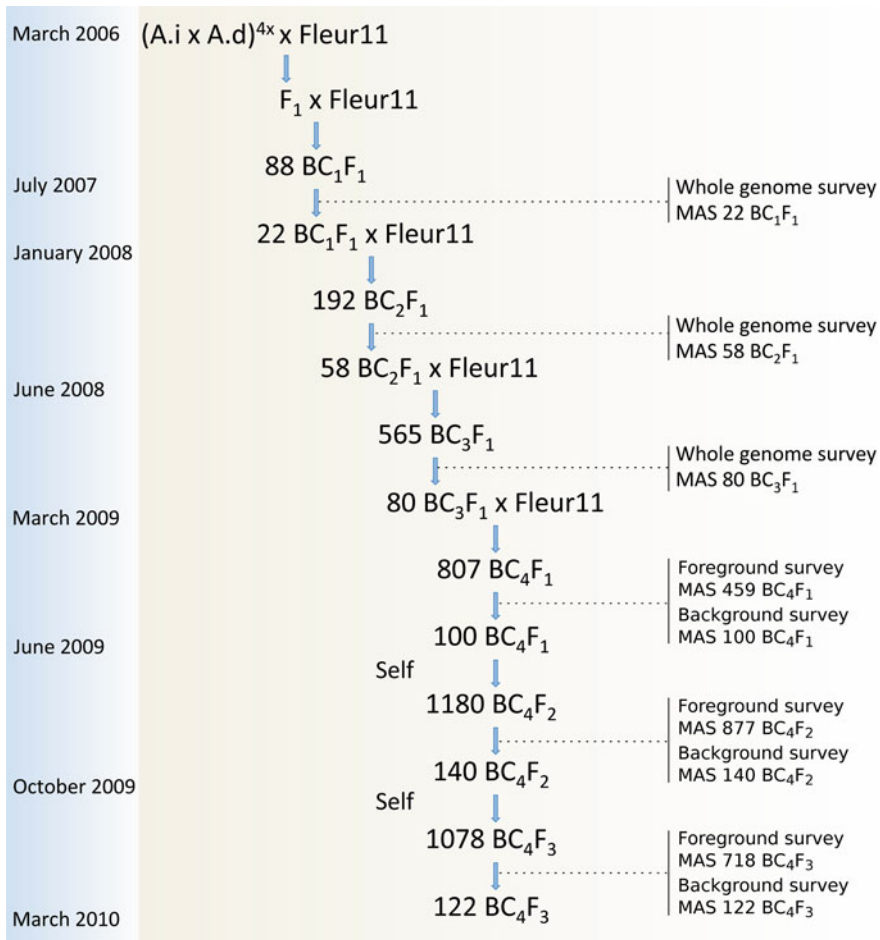 March 2006
(A.i x A.d)⁴ˣ x Fleur11
F₁ x Fleur11
88 BC₁F₁
July 2007
Whole genome survey
MAS 22 BC₁F₁
22 BC₁F₁ x Fleur11
January 2008
192 BC₂F₁
Whole genome survey
MAS 58 BC₂F₁
58 BC₂F₁ x Fleur11
June 2008
565 BC₃F₁
Whole genome survey
MAS 80 BC₃F₁
80 BC₃F₁ x Fleur11
March 2009
807 BC₄F₁
Foreground survey
MAS 459 BC₄F₁
Background survey
MAS 100 BC₄F₁
100 BC₄F₁
June 2009
Self
1180 BC₄F₂
Foreground survey
MAS 877 BC₄F₂
Background survey
MAS 140 BC₄F₂
140 BC₄F₂
October 2009
Self
1078 BC₄F₃
Foreground survey
MAS 718 BC₄F₃
Background survey
MAS 122 BC₄F₃
122 BC₄F₃
March 2010